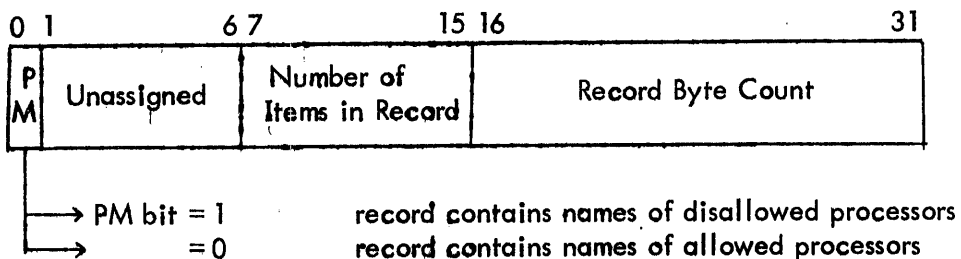 0 1 6 7 15 16 31
PM Unassigned Number of Items in Record Record Byte Count
PM bit = 1 record contains names of disallowed processors
= 0 record contains names of allowed processors